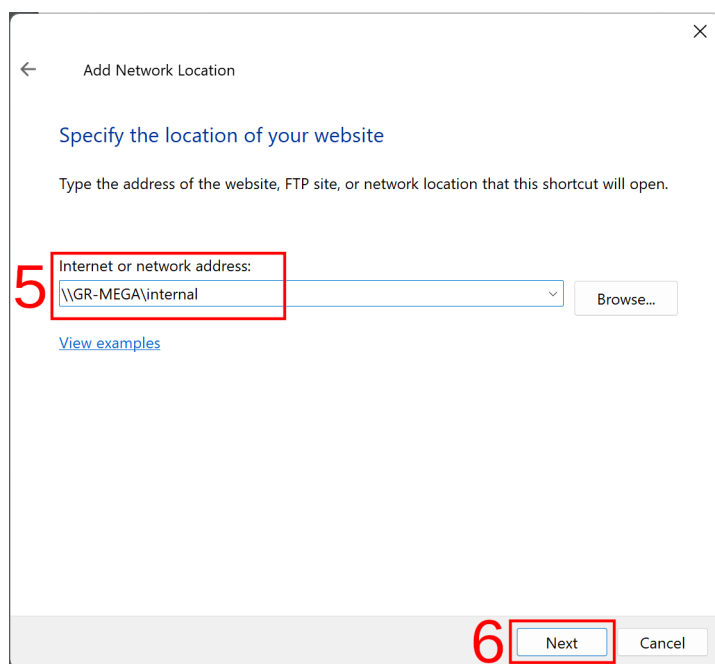 Add Network Location
Specify the location of your website
Type the address of the website, FTP site, or network location that this shortcut will open.
Internet or network address:
5
\\GR-MEGA\internal
Browse...
View examples
6
Next
Cancel